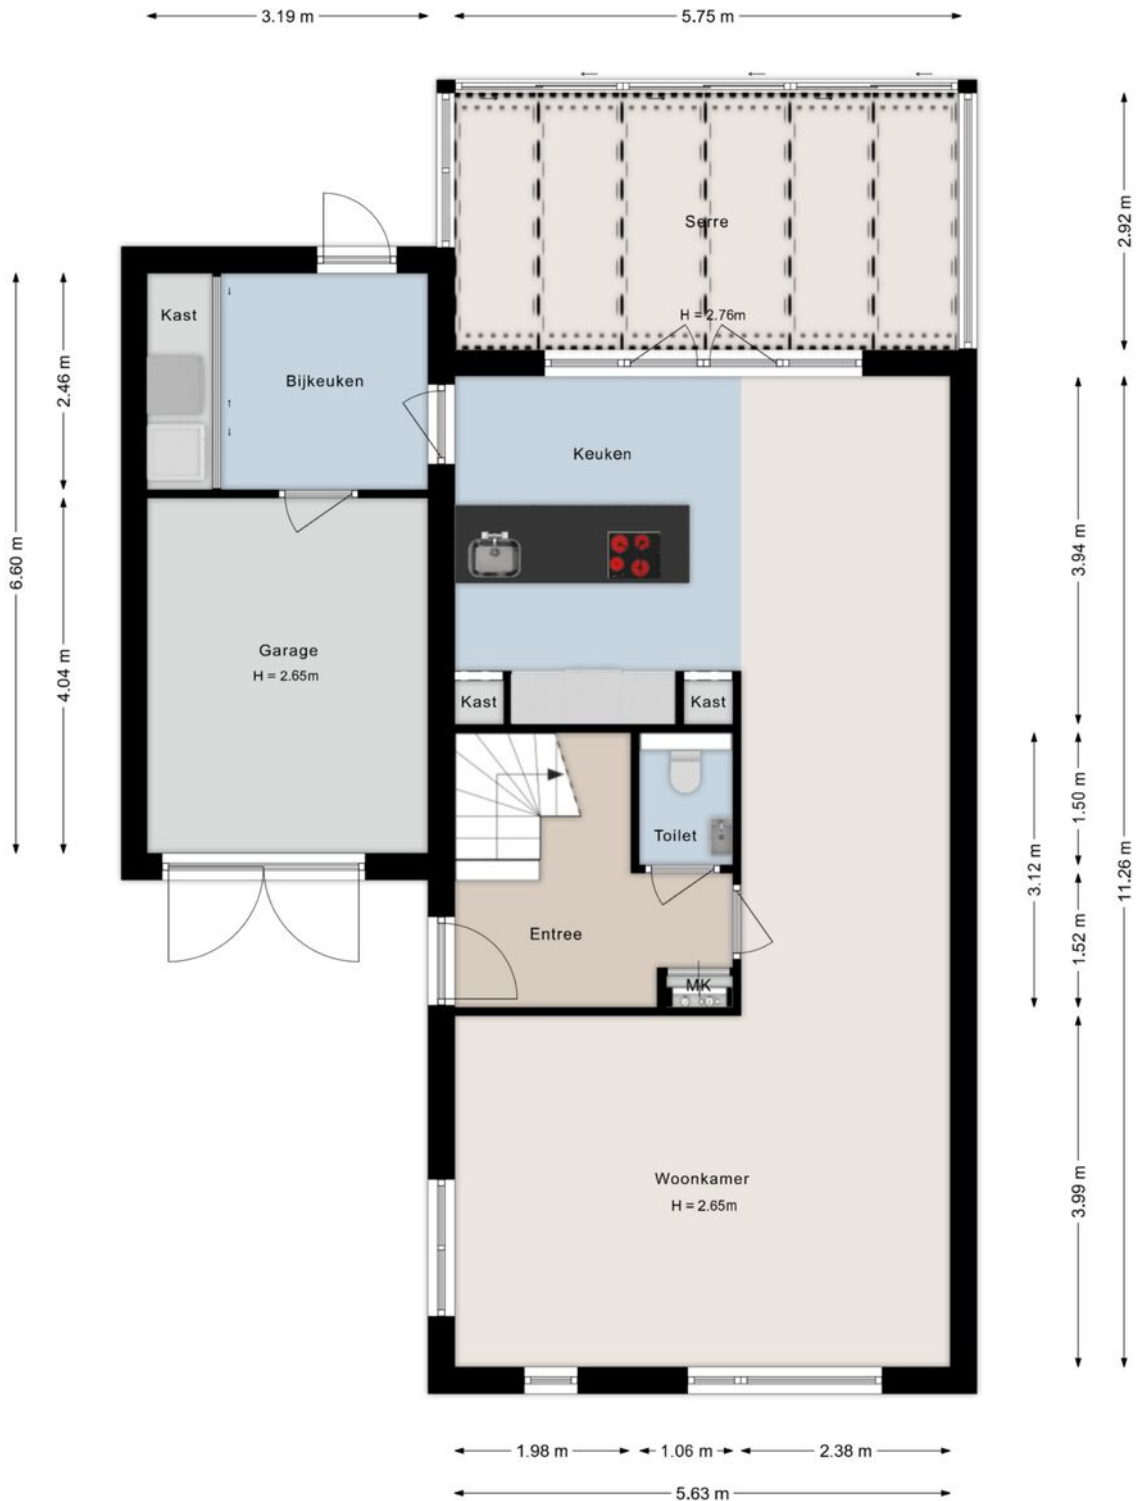 3.19 m
5.75 m
2.92 m
Serre
H = 2.76m
Kast
Bijkeuken
2.46 m
Keuken
6.60 m
3.94 m
Garage
H = 2.65m
4.04 m
Kast
Kast
1.50 m
Toilet
3.12 m
11.26 m
Entree
1.52 m
MK
Woonkamer
H = 2.65m
3.99 m
1.98 m
1.06 m
2.38 m
5.63 m